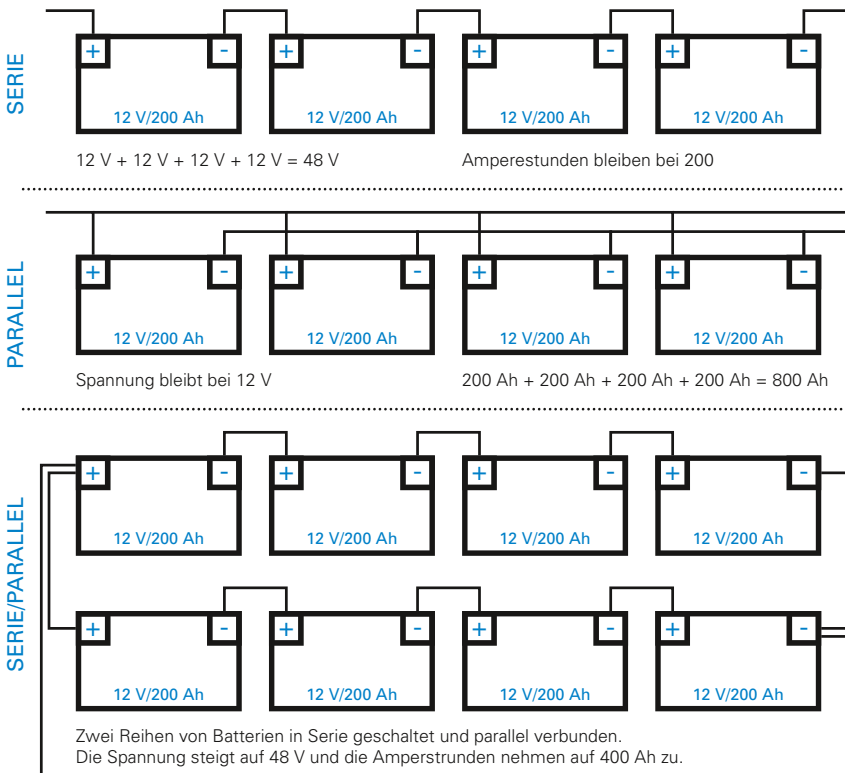 SERIE
+ - + - + - + -
12 V/200 Ah 12 V/200 Ah 12 V/200 Ah 12 V/200 Ah
12 V + 12 V + 12 V + 12 V = 48 V
Amperestunden bleiben bei 200
PARALLEL
+ - + - + - + -
12 V/200 Ah 12 V/200 Ah 12 V/200 Ah 12 V/200 Ah
Spannung bleibt bei 12 V
200 Ah + 200 Ah + 200 Ah + 200 Ah = 800 Ah
SERIE/PARALLEL
+ - + - + - + -
12 V/200 Ah 12 V/200 Ah 12 V/200 Ah 12 V/200 Ah
+ - + - + - + -
12 V/200 Ah 12 V/200 Ah 12 V/200 Ah 12 V/200 Ah
Zwei Reihen von Batterien in Serie geschaltet und parallel verbunden.
Die Spannung steigt auf 48 V und die Amperstrunden nehmen auf 400 Ah zu.